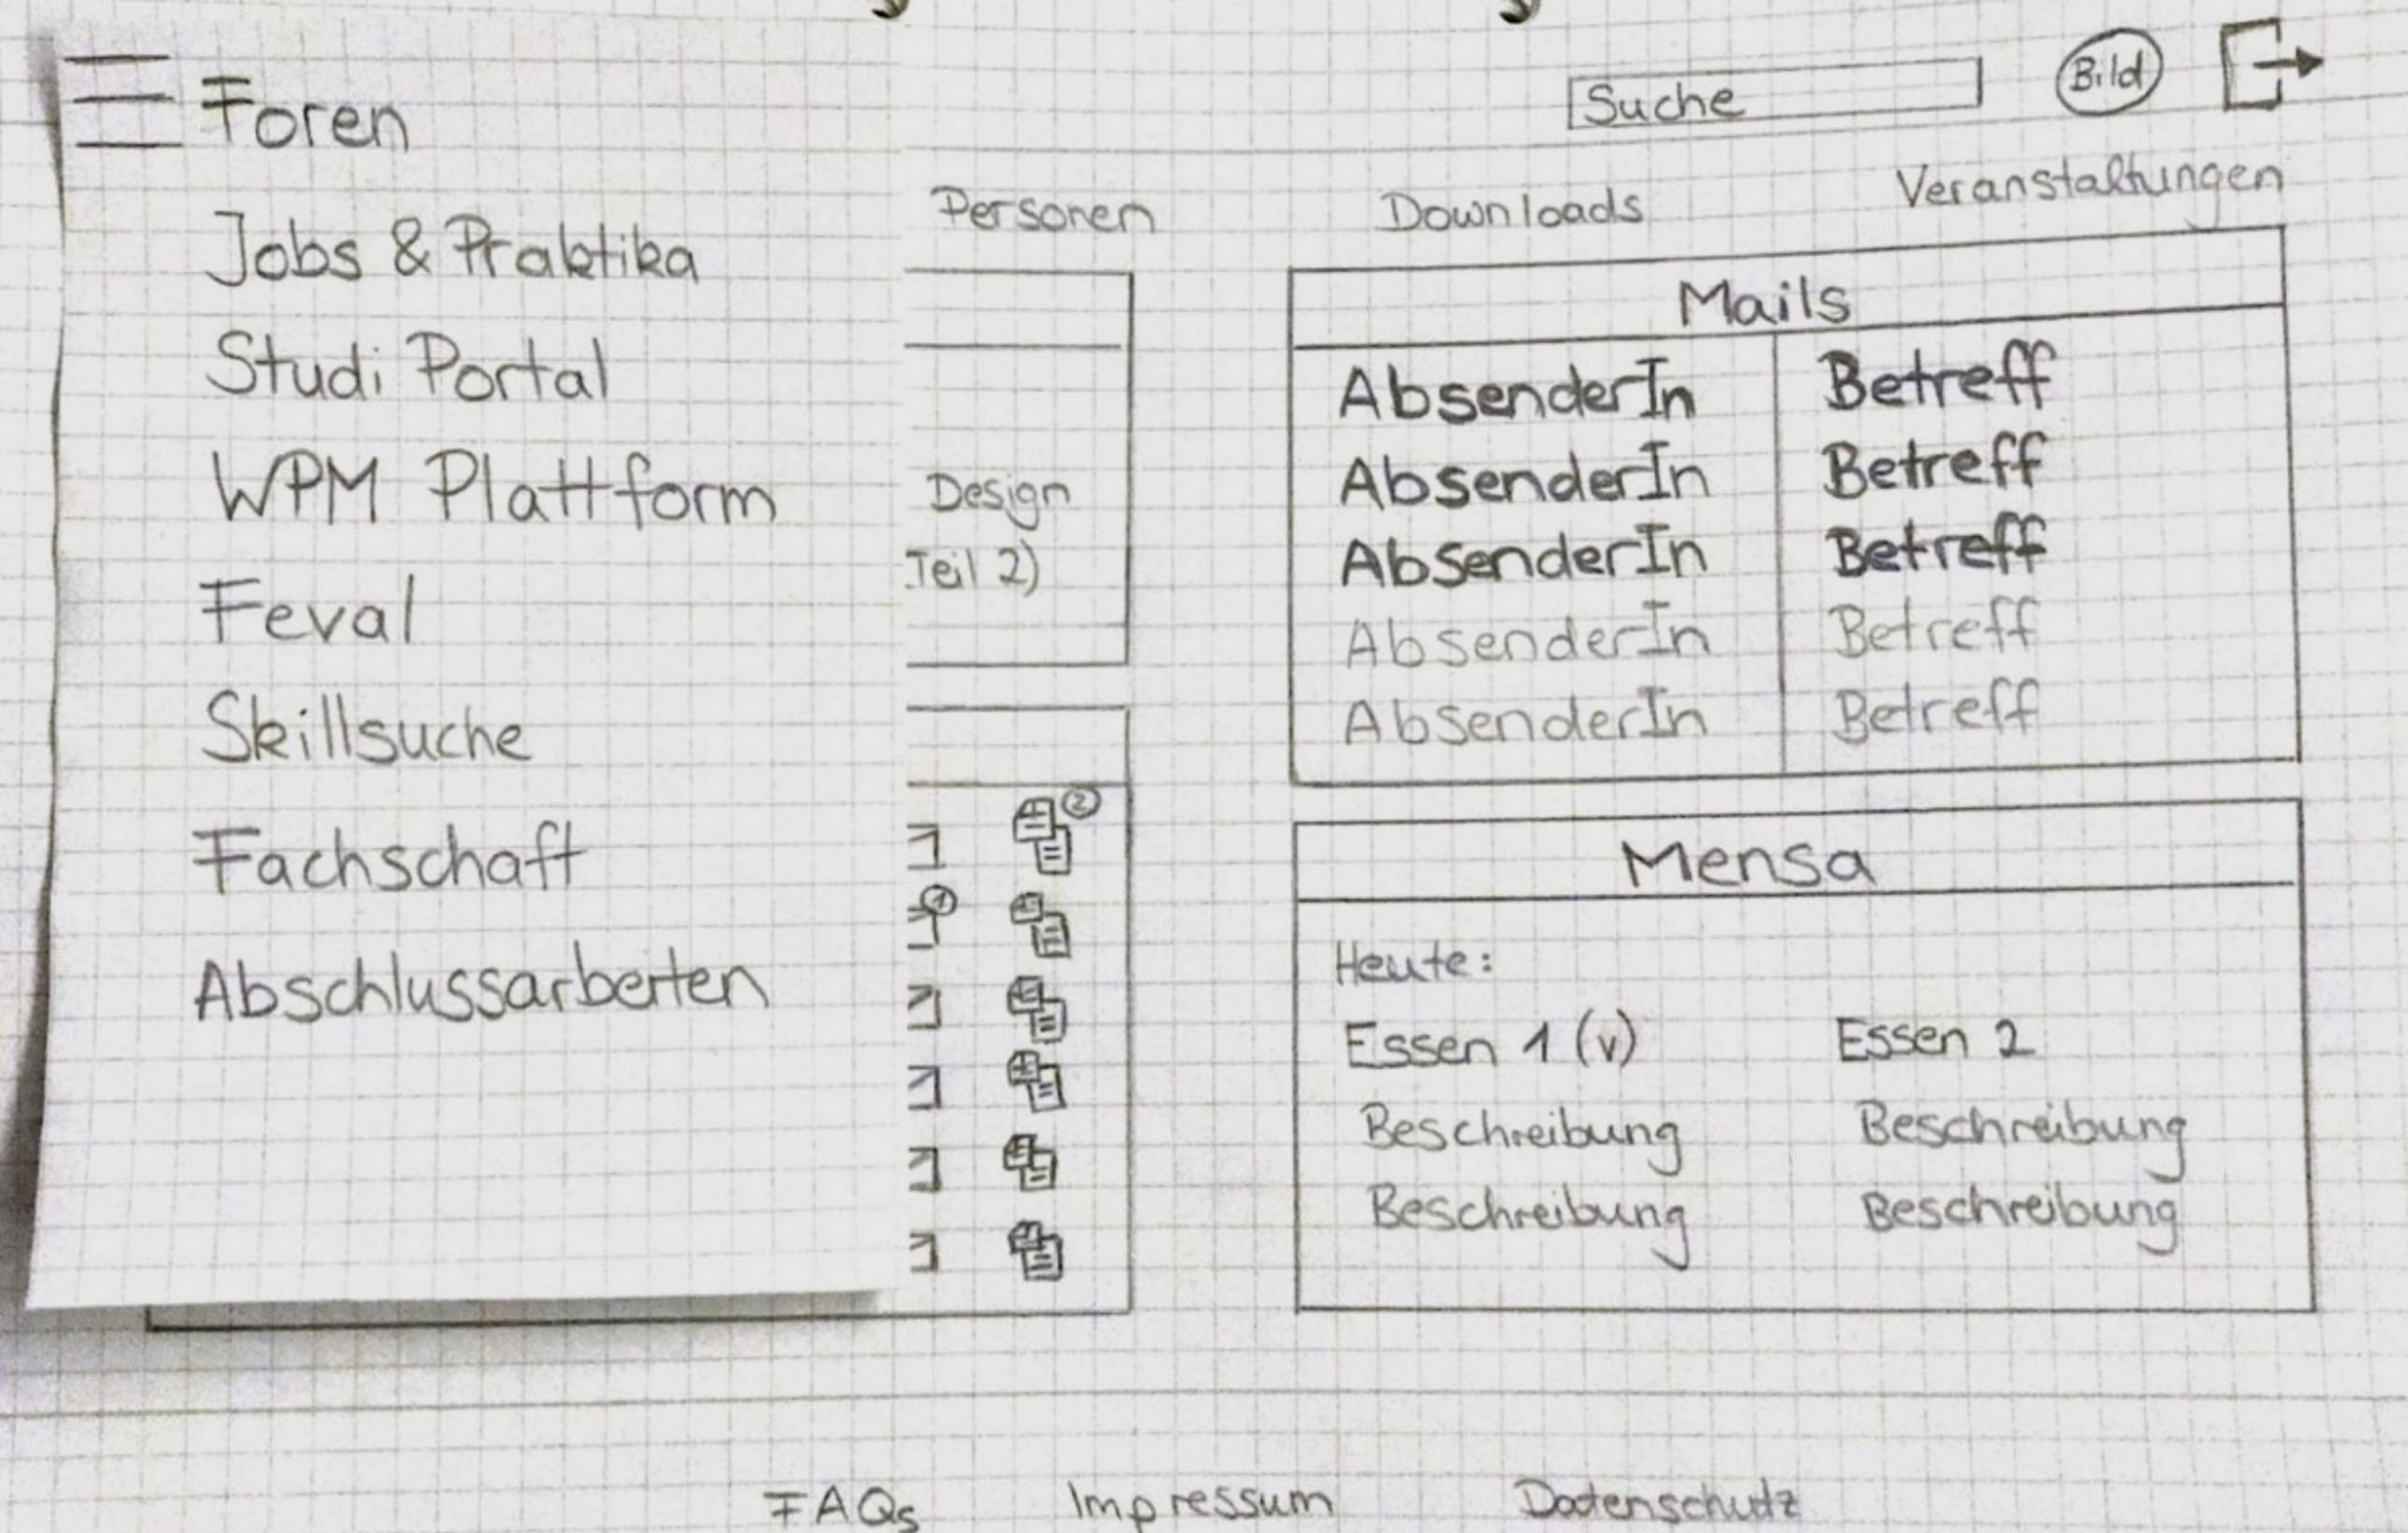 Foren
Jobs & Praktika
Studi Portal
WPM Plattform
Feval
Skillsuche
Fachschaft
Abschlussarbeiten
Suche
Bild
Personen
Downloads
Veranstaltungen
Design
Teil 2)
2
1
Mails
AbsenderIn Betreff
AbsenderIn Betreff
AbsenderIn Betreff
AbsenderIn Betreff
AbsenderIn Betreff
Mensa
Heute:
Essen 1 (v) Essen 2
Beschreibung Beschreibung
Beschreibung Beschreibung
FAQs Impressum Datenschutz